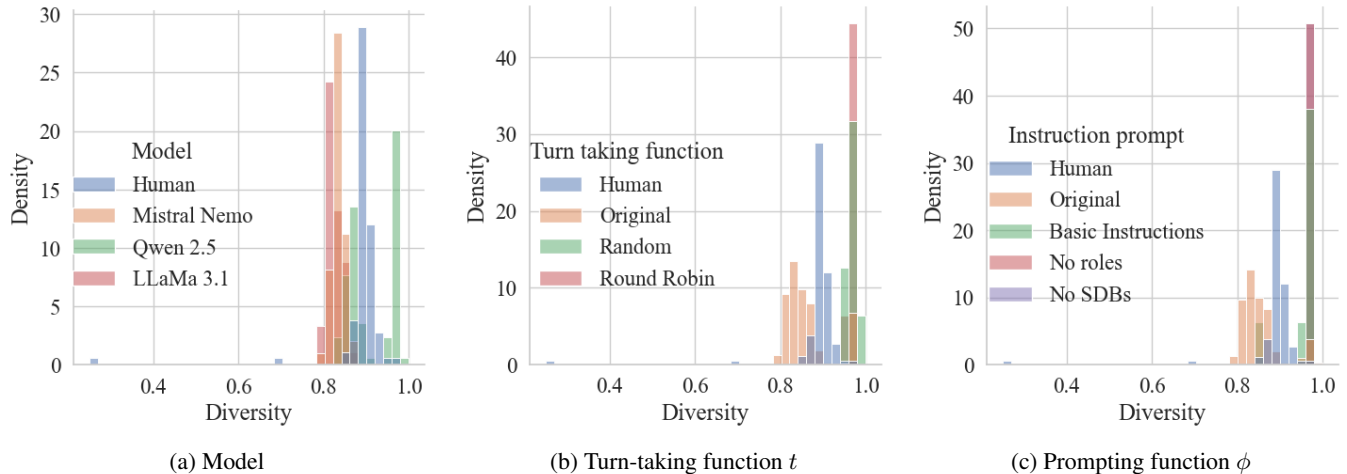 30
25
20
15
10
5
0
Density
Model
Human
Mistral Nemo
Qwen 2.5
LLaMa 3.1
0.4
0.6
0.8
1.0
Diversity
(a) Model
40
30
20
10
0
Density
Turn taking function
Human
Original
Random
Round Robin
0.4
0.6
0.8
1.0
Diversity
(b) Turn-taking function t
50
40
30
20
10
0
Density
Instruction prompt
Human
Original
Basic Instructions
No roles
No SDBs
0.4
0.6
0.8
1.0
Diversity
(c) Prompting function ϕ